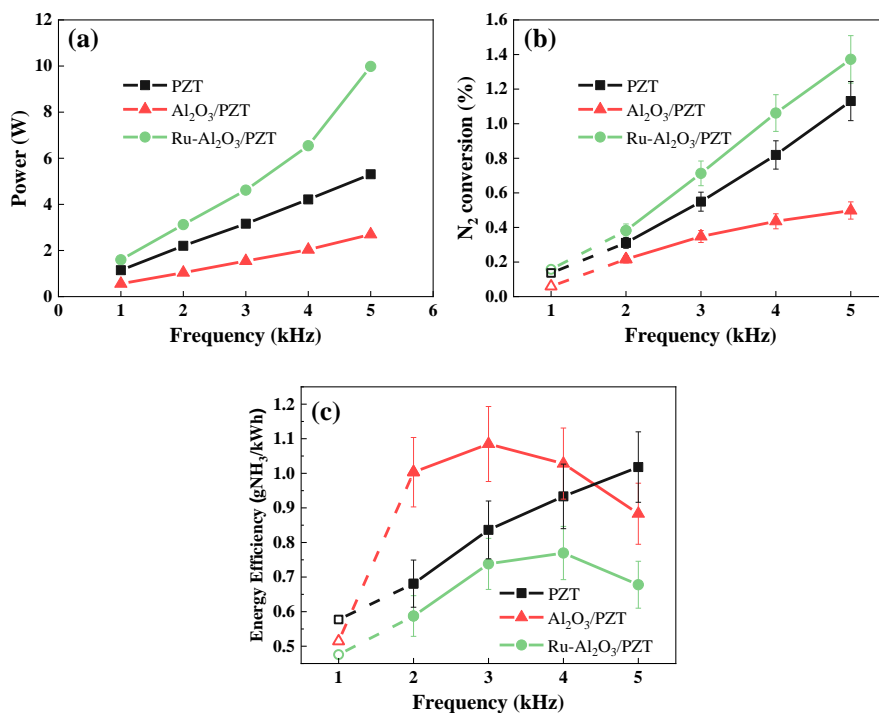 (a)
PZT
Al₂O₃/PZT
Ru-Al₂O₃/PZT
Power (W)
12
10
8
6
4
2
0
0 1 2 3 4 5 6
Frequency (kHz)
(b)
PZT
Al₂O₃/PZT
Ru-Al₂O₃/PZT
N₂ conversion (%)
1.6
1.4
1.2
1.0
0.8
0.6
0.4
0.2
0.0
1 2 3 4 5
Frequency (kHz)
(c)
Energy Efficiency (gNH₃/kWh)
1.2
1.1
1.0
0.9
0.8
0.7
0.6
0.5
PZT
Al₂O₃/PZT
Ru-Al₂O₃/PZT
1 2 3 4 5
Frequency (kHz)